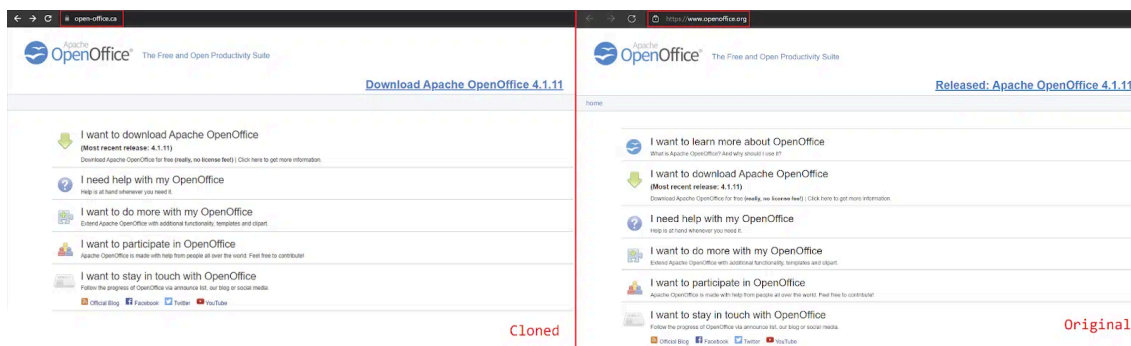 open-office.ca
Apache
OpenOffice®
The Free and Open Productivity Suite
Download Apache OpenOffice 4.1.11
I want to download Apache OpenOffice
(Most recent release: 4.1.11)
Download Apache OpenOffice for free (really, no license fee!) | Click here to get more information.
I need help with my OpenOffice
Help is at hand whenever you need it.
I want to do more with my OpenOffice
Extend Apache OpenOffice with additional functionality, templates and clipart.
I want to participate in OpenOffice
Apache OpenOffice is made with help from people all over the world. Feel free to contribute!
I want to stay in touch with OpenOffice
Follow the progress of OpenOffice via announce list, our blog or social media.
Official Blog Facebook Twitter YouTube
Cloned
https://www.openoffice.org
Apache
OpenOffice®
The Free and Open Productivity Suite
Released: Apache OpenOffice 4.1.11
home
I want to learn more about OpenOffice
What is Apache OpenOffice? And why should I use it?
I want to download Apache OpenOffice
(Most recent release: 4.1.11)
Download Apache OpenOffice for free (really, no license fee!) | Click here to get more information.
I need help with my OpenOffice
Help is at hand whenever you need it.
I want to do more with my OpenOffice
Extend Apache OpenOffice with additional functionality, templates and clipart.
I want to participate in OpenOffice
Apache OpenOffice is made with help from people all over the world. Feel free to contribute!
I want to stay in touch with OpenOffice
Follow the progress of OpenOffice via announce list, our blog or social media.
Official Blog Facebook Twitter YouTube
Original